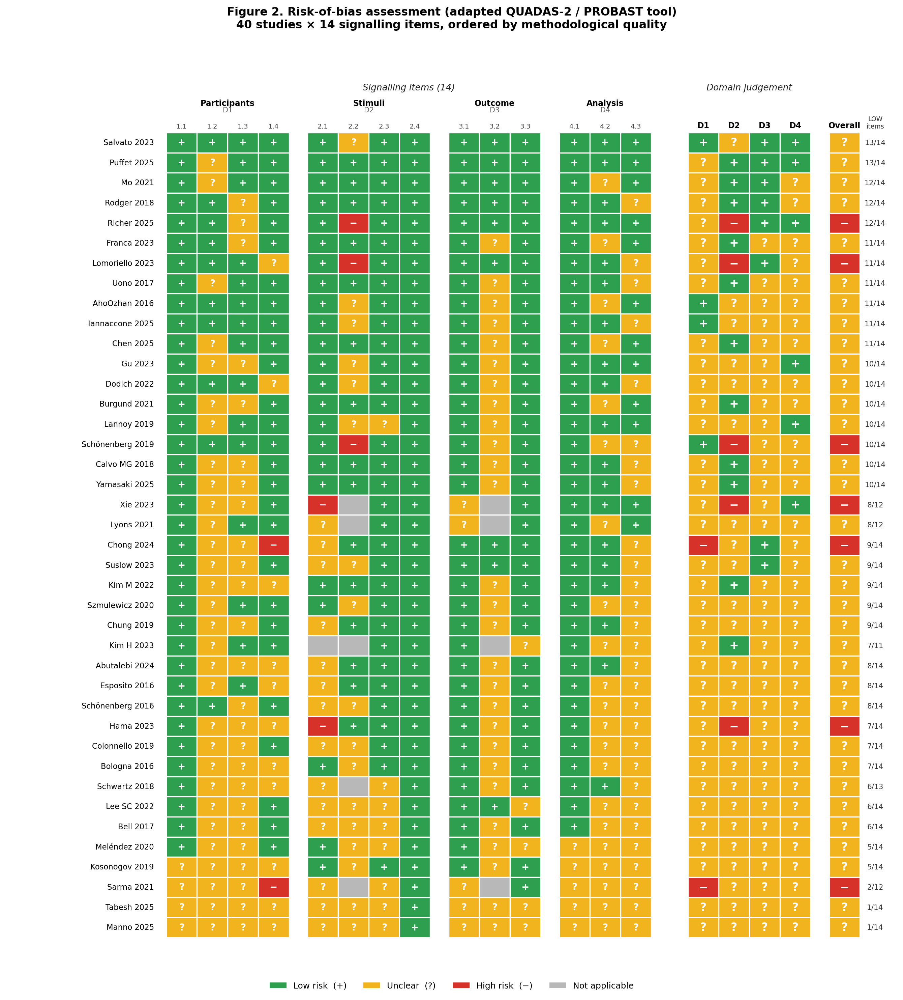 Figure 2. Risk-of-bias assessment (adapted QUADAS-2 / PROBAST tool)
40 studies × 14 signalling items, ordered by methodological quality
Signalling items (14) Domain judgement
Participants Stimuli Outcome Analysis
D1 D2 D3 D4
1.1 1.2 1.3 1.4 2.1 2.2 2.3 2.4 3.1 3.2 3.3 4.1 4.2 4.3 D1 D2 D3 D4 Overall LOW items
Salvato 2023 + + + + + ? + + + + + + + + + ? + + ? 13/14
Puffet 2025 + ? + + + + + + + + + + + + ? + + + ? 13/14
Mo 2021 + ? + + + + + + + + + + ? + ? + + ? ? 12/14
Rodger 2018 + + ? + + + + + + + + + + ? ? + + ? ? 12/14
Richer 2025 + + ? + + − + + + + + + + + ? − + + − 12/14
Franca 2023 + + ? + + + + + + ? + + ? + ? + ? ? ? 11/14
Lomoriello 2023 + + + ? + − + + + + + + + ? ? − + ? − 11/14
Uono 2017 + ? + + + + + + + ? + + + ? ? + ? ? ? 11/14
AhoOzhan 2016 + + + + + ? + + + ? + + ? + + ? ? ? ? 11/14
Iannaccone 2025 + + + + + ? + + + ? + + + ? + ? ? ? ? 11/14
Chen 2025 + ? + + + + + + + ? + + ? + ? + ? ? ? 11/14
Gu 2023 + ? ? + + ? + + + ? + + + + ? ? ? + ? 10/14
Dodich 2022 + + + ? + ? + + + ? + + + ? ? ? ? ? ? 10/14
Burgund 2021 + ? ? + + + + + + ? + + ? + ? + ? ? ? 10/14
Lannoy 2019 + ? + + + ? ? + + ? + + + + ? ? ? + ? 10/14
Schönenberg 2019 + + + + + − + + + ? + + ? ? + − ? ? − 10/14
Calvo MG 2018 + ? ? + + + + + + ? + + + ? ? + ? ? ? 10/14
Yamasaki 2025 + ? ? + + + + + + ? + + + ? ? + ? ? ? 10/14
Xie 2023 + ? ? + − + + ? + + + + ? − ? + − 8/12
Lyons 2021 + ? + + ? + + ? + + ? + ? ? ? ? ? 8/12
Chong 2024 + ? ? − ? + + + + + + + + ? − ? + ? − 9/14
Suslow 2023 + ? ? + ? ? + + + + + + + ? ? ? + ? ? 9/14
Kim M 2022 + ? ? ? + + + + + ? + + + ? ? + ? ? ? 9/14
Szmulewicz 2020 + ? + + + ? + + + ? + + ? ? ? ? ? ? ? 9/14
Chung 2019 + ? ? + ? + + + + ? + + + ? ? ? ? ? ? 9/14
Kim H 2023 + ? + + + + + ? + ? ? ? + ? ? ? 7/11
Abutalebi 2024 + ? ? ? ? + + + + ? + + + ? ? ? ? ? ? 8/14
Esposito 2016 + ? + ? ? + + + + ? + + ? ? ? ? ? ? ? 8/14
Schönenberg 2016 + + ? + ? ? + + + ? + + ? ? ? ? ? ? ? 8/14
Hama 2023 + ? ? ? − + + + + ? + + ? ? ? − ? ? − 7/14
Colonnello 2019 + ? ? + ? ? + + + ? + + ? ? ? ? ? ? ? 7/14
Bologna 2016 + ? ? ? + ? + + + ? + + ? ? ? ? ? ? ? 7/14
Schwartz 2018 + ? ? ? ? ? + + ? + + + ? ? ? ? ? ? 6/13
Lee SC 2022 + ? ? + ? ? ? + + + ? + ? ? ? ? ? ? ? 6/14
Bell 2017 + ? ? + ? ? ? + + ? + + ? ? ? ? ? ? ? 6/14
Meléndez 2020 + ? ? + + ? ? + + ? ? ? ? ? ? ? ? ? ? 5/14
Kosonogov 2019 ? ? ? ? + ? + + + ? + ? ? ? ? ? ? ? ? 5/14
Sarma 2021 ? ? ? − ? ? + ? + ? ? ? − ? ? ? − 2/12
Tabesh 2025 ? ? ? ? ? ? ? + ? ? ? ? ? ? ? ? ? ? ? 1/14
Manno 2025 ? ? ? ? ? ? ? + ? ? ? ? ? ? ? ? ? ? ? 1/14
Low risk (+) Unclear (?) High risk (−) Not applicable